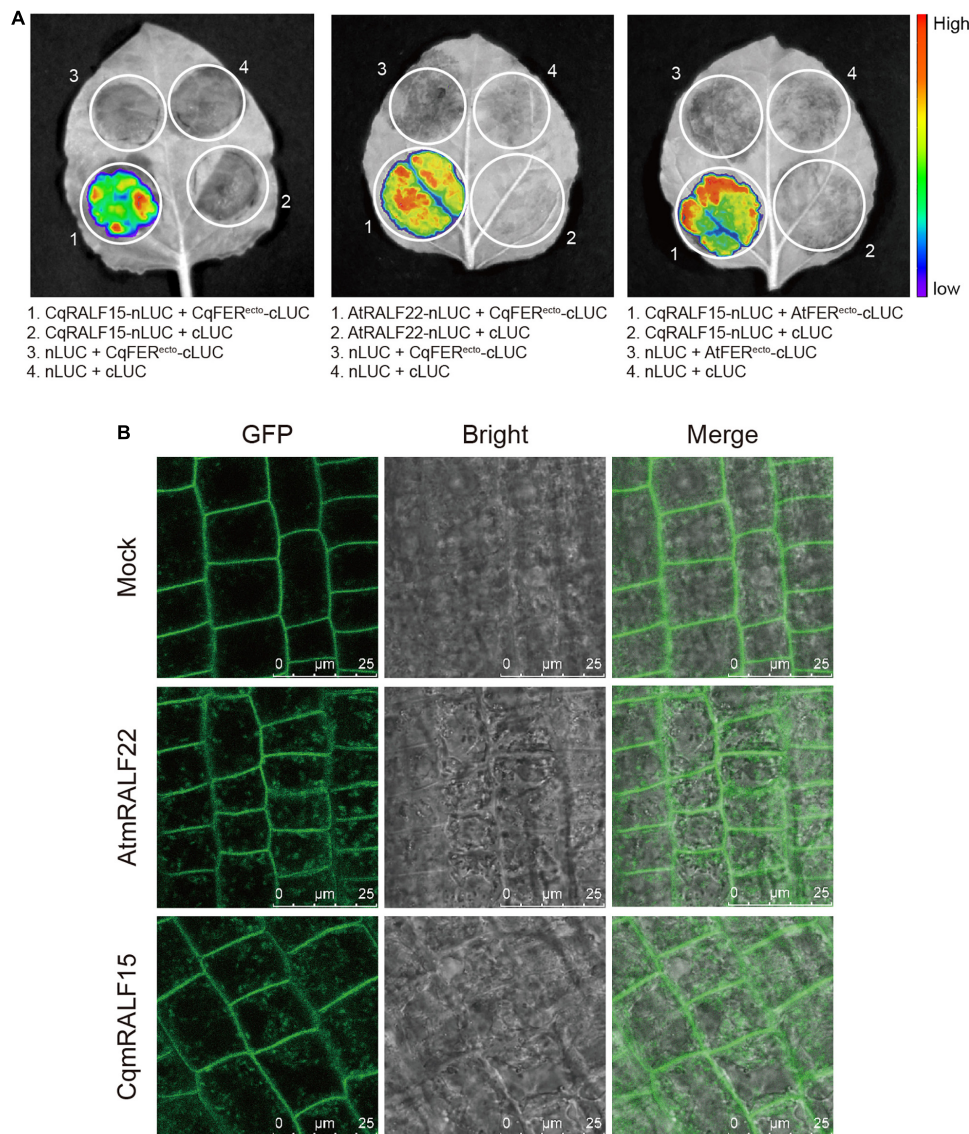 A
3
4
1
2
3
4
1
2
3
4
1
2
High
low
1. CqRALF15-nLUC + CqFERecto-cLUC
2. CqRALF15-nLUC + cLUC
3. nLUC + CqFERecto-cLUC
4. nLUC + cLUC
1. AtRALF22-nLUC + CqFERecto-cLUC
2. AtRALF22-nLUC + cLUC
3. nLUC + CqFERecto-cLUC
4. nLUC + cLUC
1. CqRALF15-nLUC + AtFERecto-cLUC
2. CqRALF15-nLUC + cLUC
3. nLUC + AtFERecto-cLUC
4. nLUC + cLUC
B
GFP Bright Merge
Mock
0 µm 25
0 µm 25
0 µm 25
AtmRALF22
0 µm 25
0 µm 25
0 µm 25
CqmRALF15
0 µm 25
0 µm 25
0 µm 25